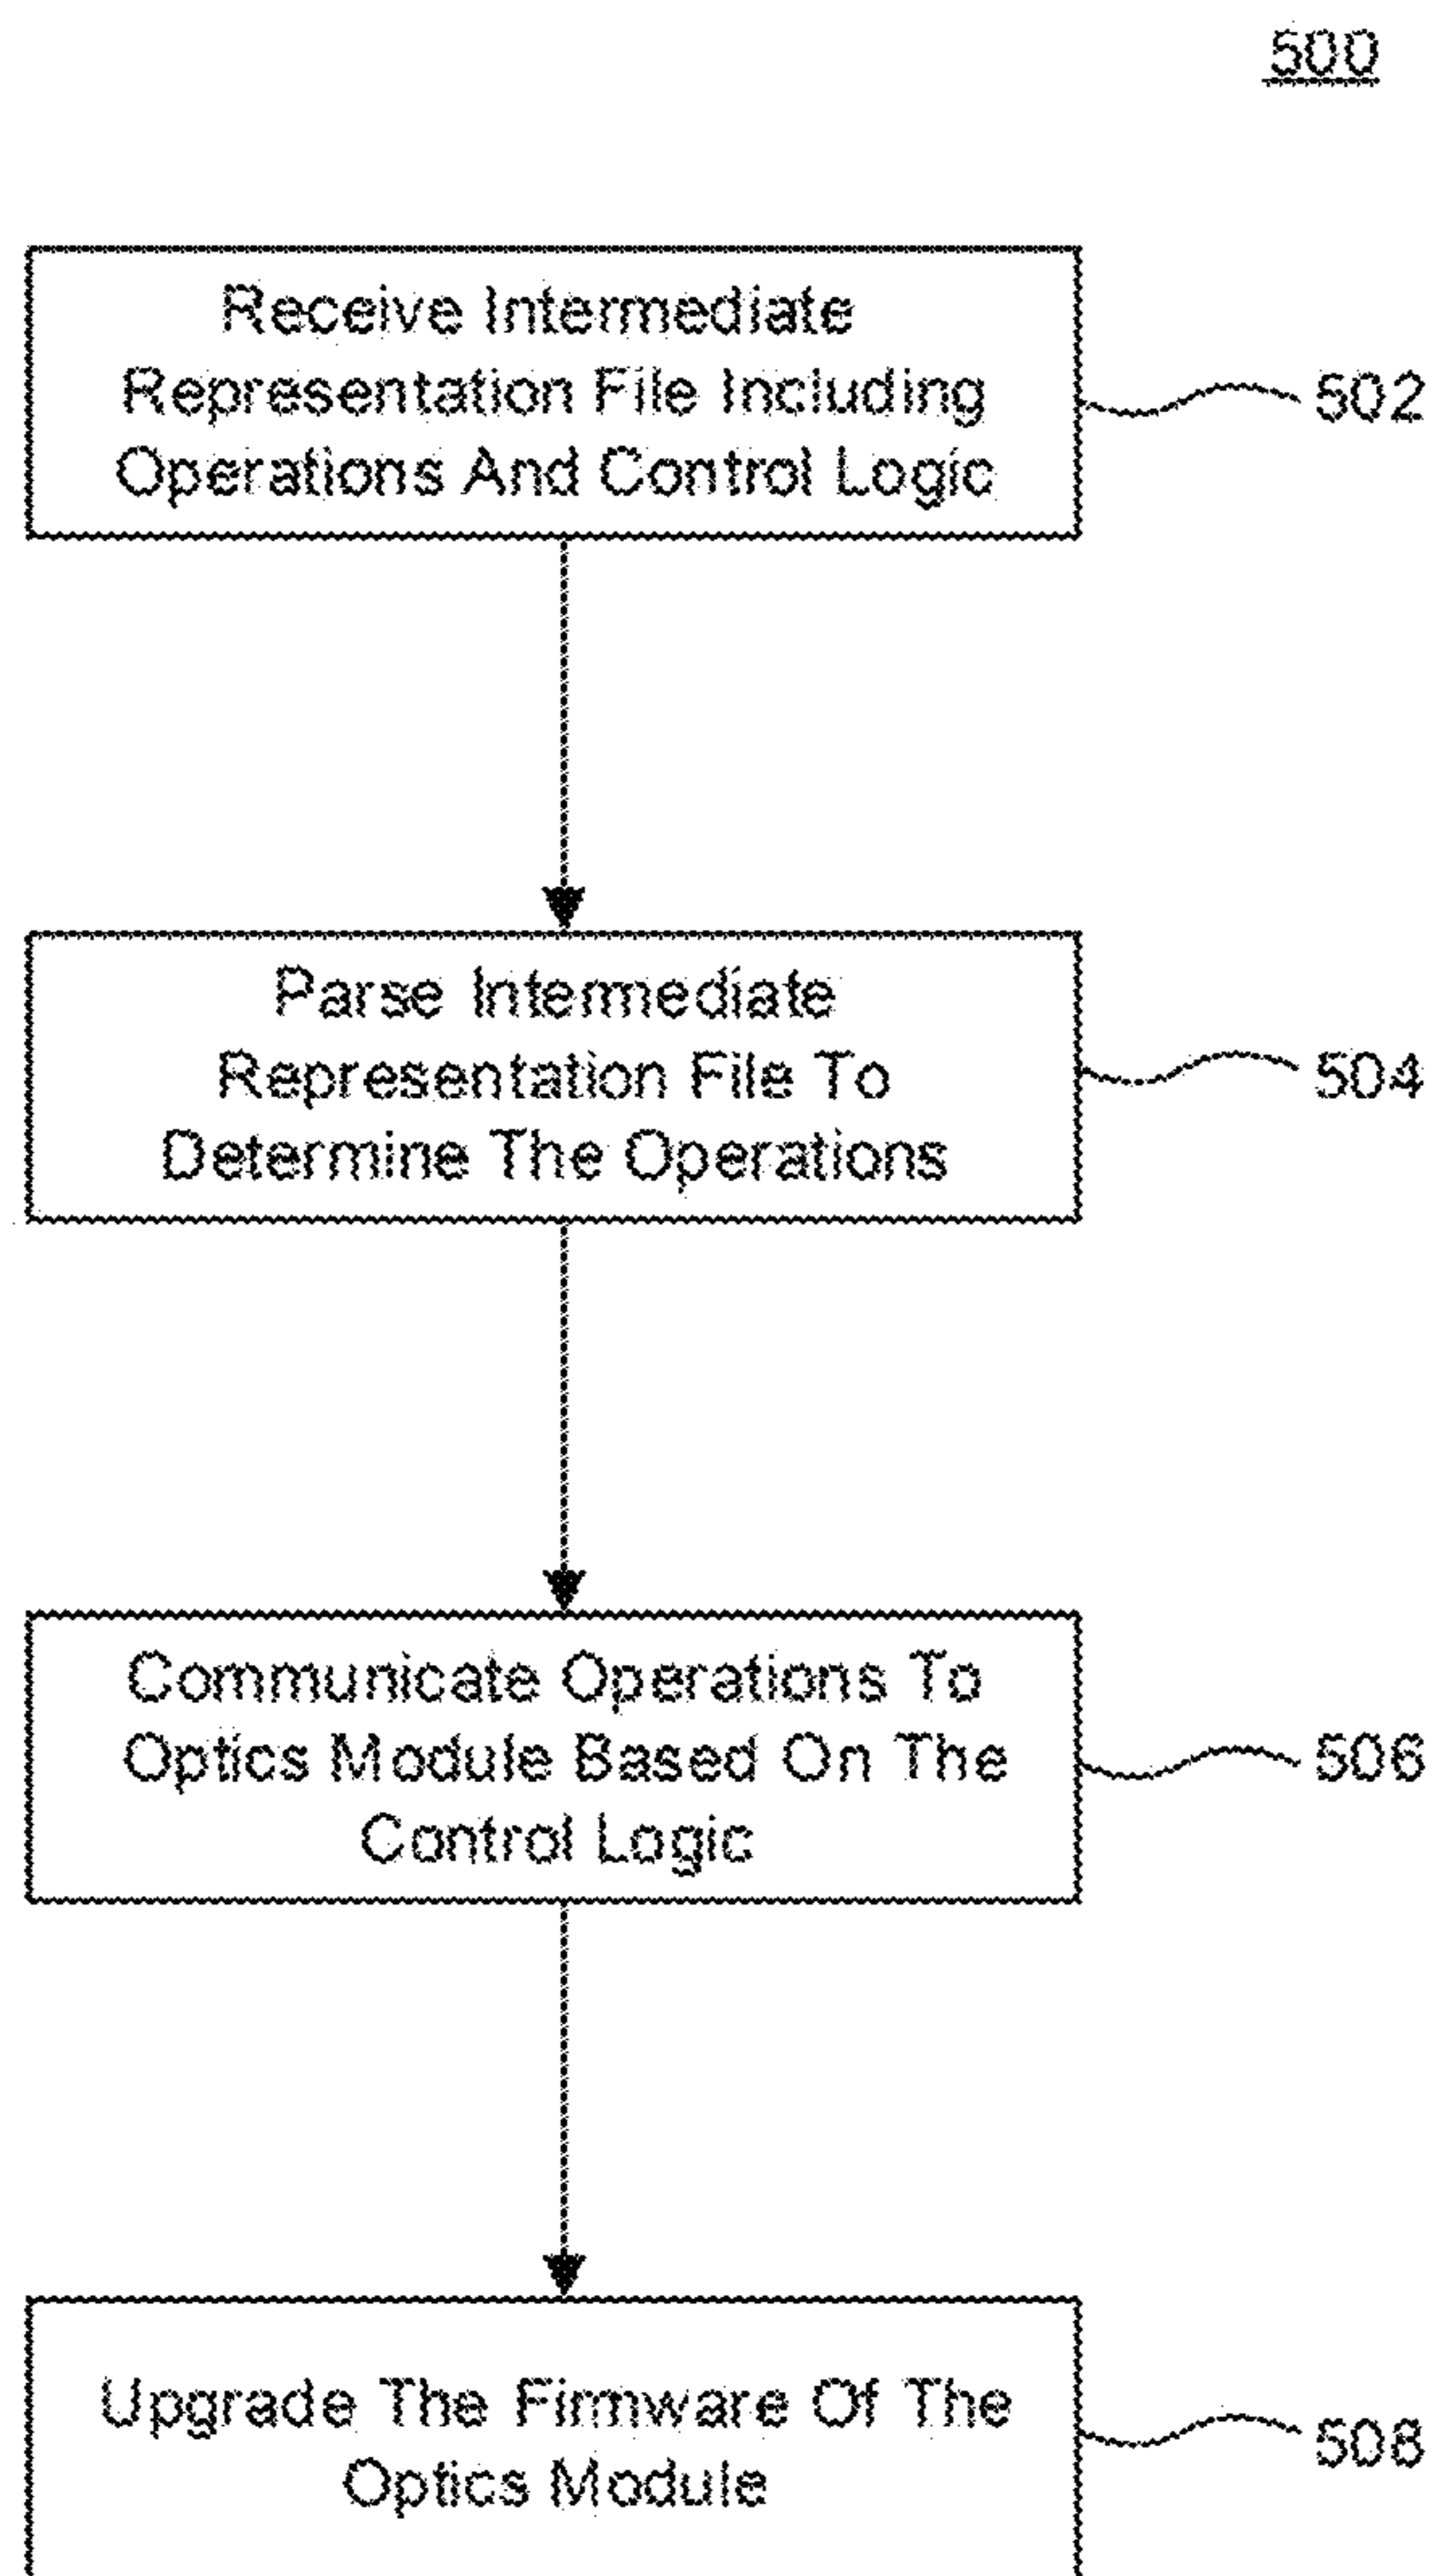 500
Receive Intermediate
Representation File Including
Operations And Control Logic
502
Parse Intermediate
Representation File To
Determine The Operations
504
Communicate Operations To
Optics Module Based On The
Control Logic
506
Upgrade The Firmware Of The
Optics Module
508